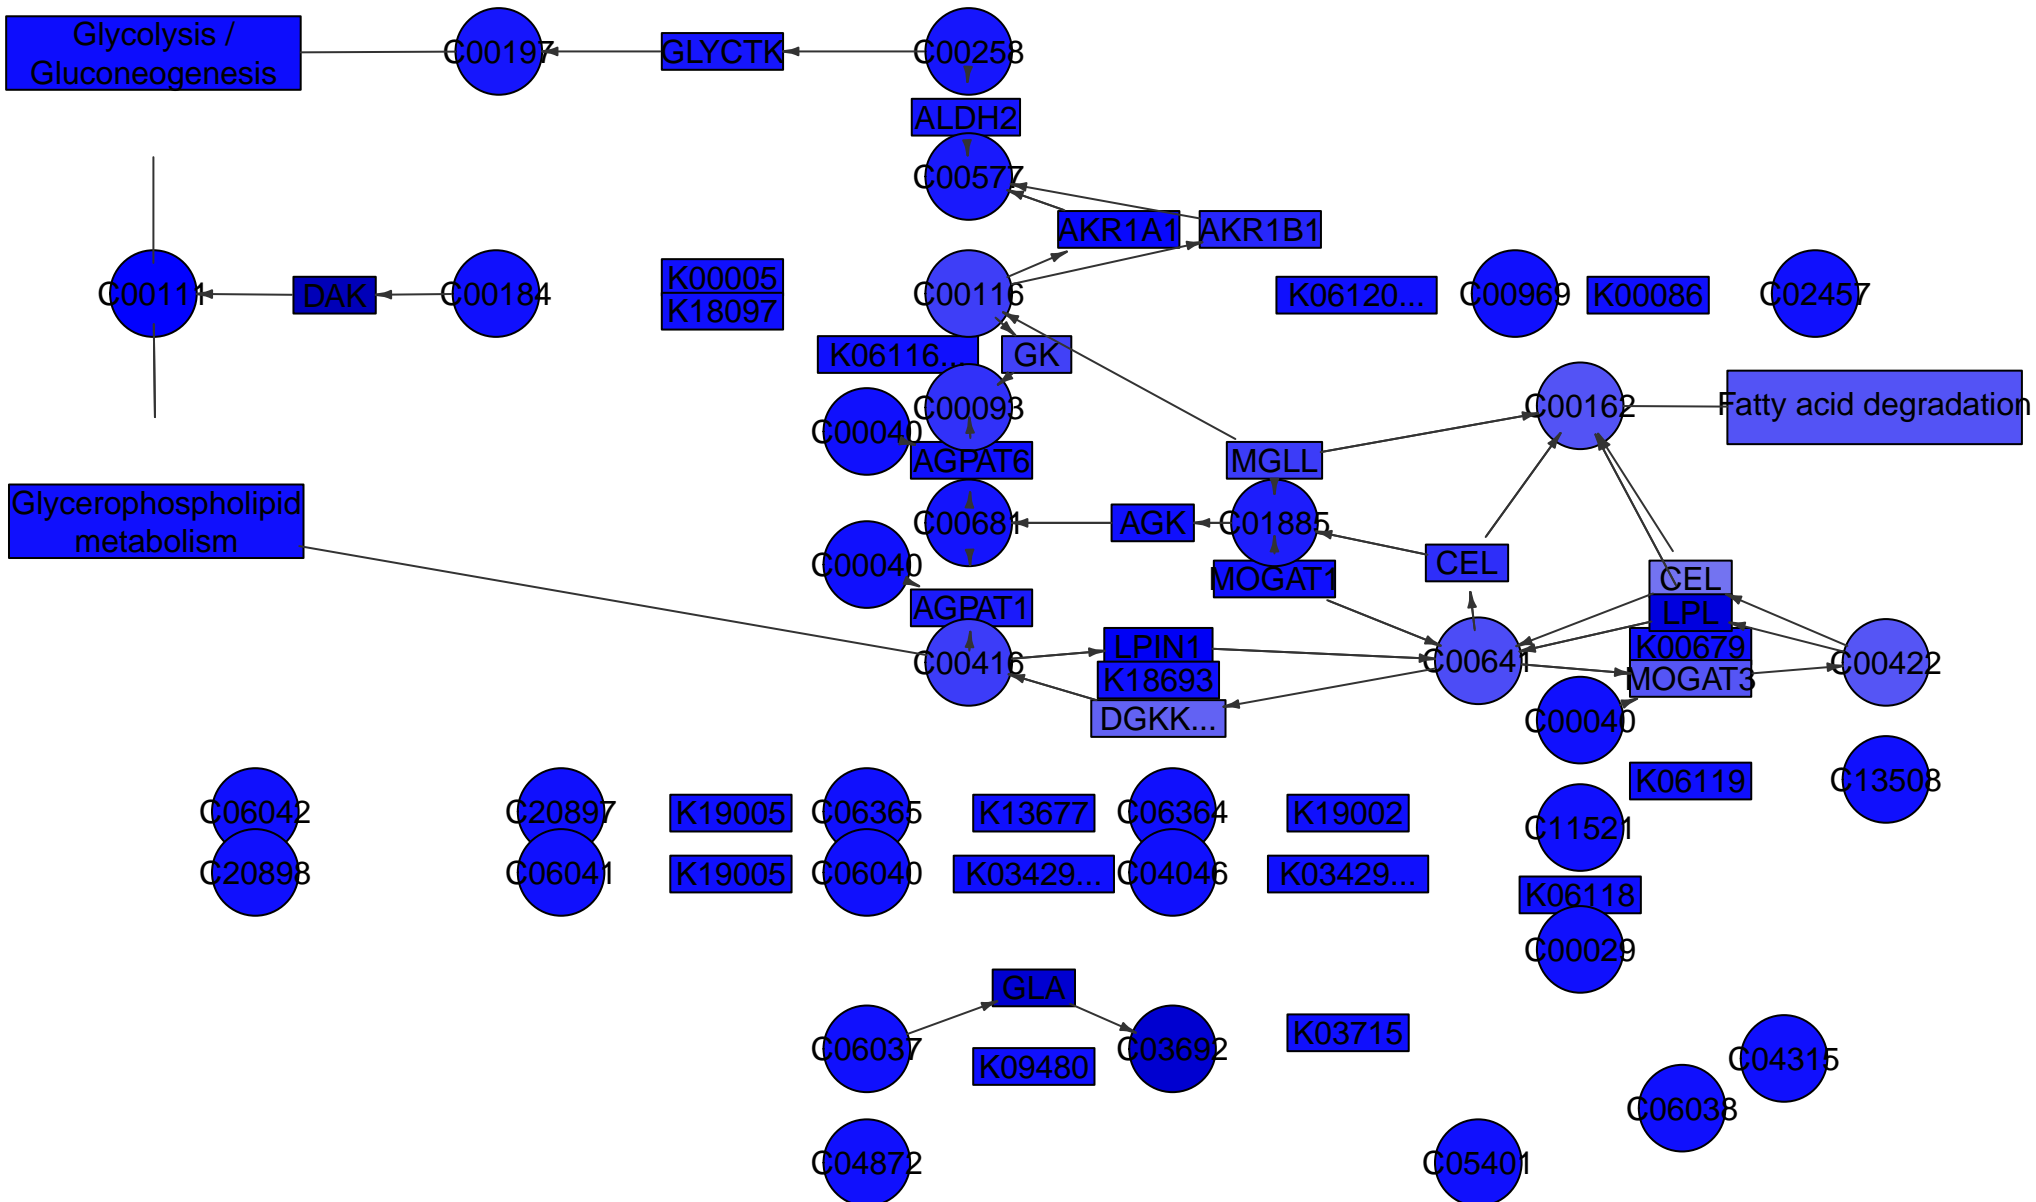 Glycolysis /
Gluconeogenesis
C00197
GLYCTK
C00258
ALDH2
C00577
AKR1A1
AKR1B1
C00111
DAK
C00184
K00005
K18097
C00116
K06120...
C00969
K00086
C02457
K06116...
GK
C00093
C00040
AGPAT6
MGLL
C00162
Fatty acid degradation
Glycerophospholipid
metabolism
C00681
AGK
C01885
C00040
MOGAT1
CEL
CEL
LPL
AGPAT1
C00416
LPIN1
K18693
DGKK...
C00641
K00679
MOGAT3
C00422
C00040
K06119
C13508
C06042
C20897
K19005
C06365
K13677
C06364
K19002
C11521
C20898
C06041
K19005
C06040
K03429...
C04046
K03429...
K06118
C00029
GLA
C06037
K09480
C03692
K03715
C04315
C06038
C04872
C05401